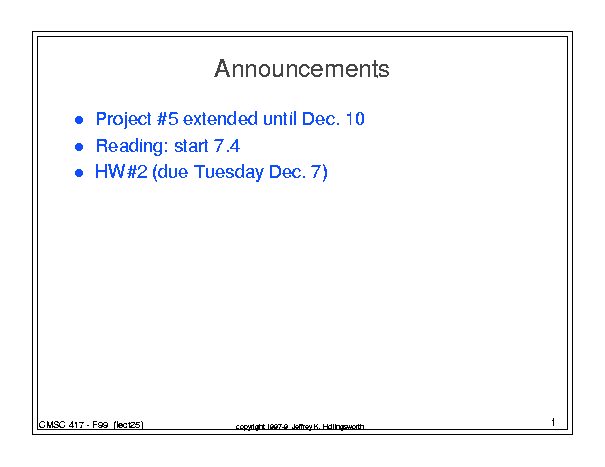 Announcements
● Project #5 extended until Dec. 10
● Reading: start 7.4
● HW#2 (due Tuesday Dec. 7)
CMSC 417 - F99 (lect25)
copyright 1997-9 Jeffrey K. Hollingsworth
1